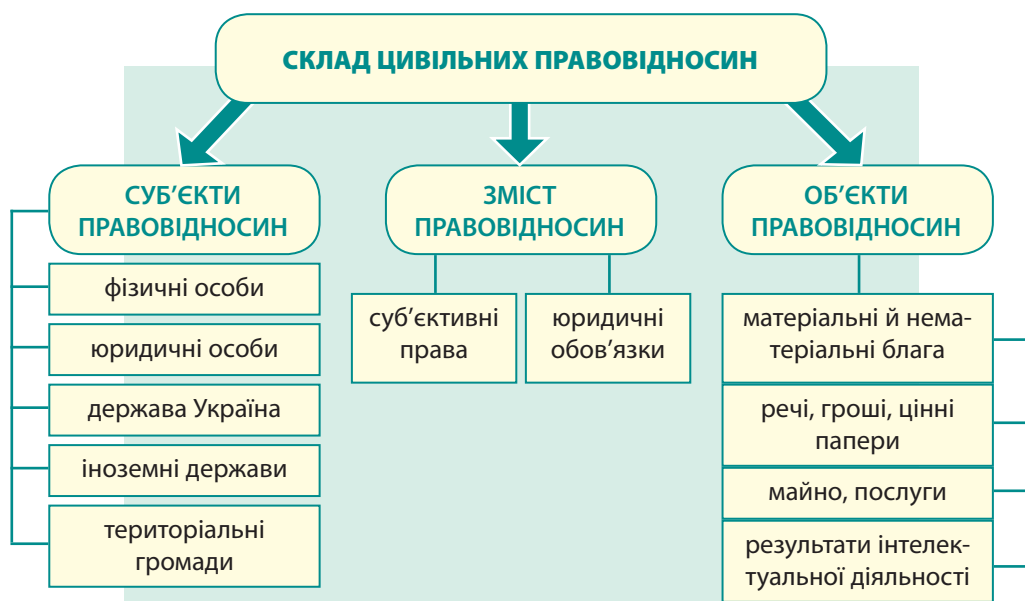 СКЛАД ЦИВІЛЬНИХ ПРАВОВІДНОСИН
СУБ’ЄКТИ
ПРАВОВІДНОСИН
фізичні особи
юридичні особи
держава Україна
іноземні держави
територіальні
громади
ЗМІСТ
ПРАВОВІДНОСИН
суб’єктивні
права
юридичні
обов’язки
ОБ’ЄКТИ
ПРАВОВІДНОСИН
матеріальні й нема-
теріальні блага
речі, гроші, цінні
папери
майно, послуги
результати інтелек-
туальної діяльності